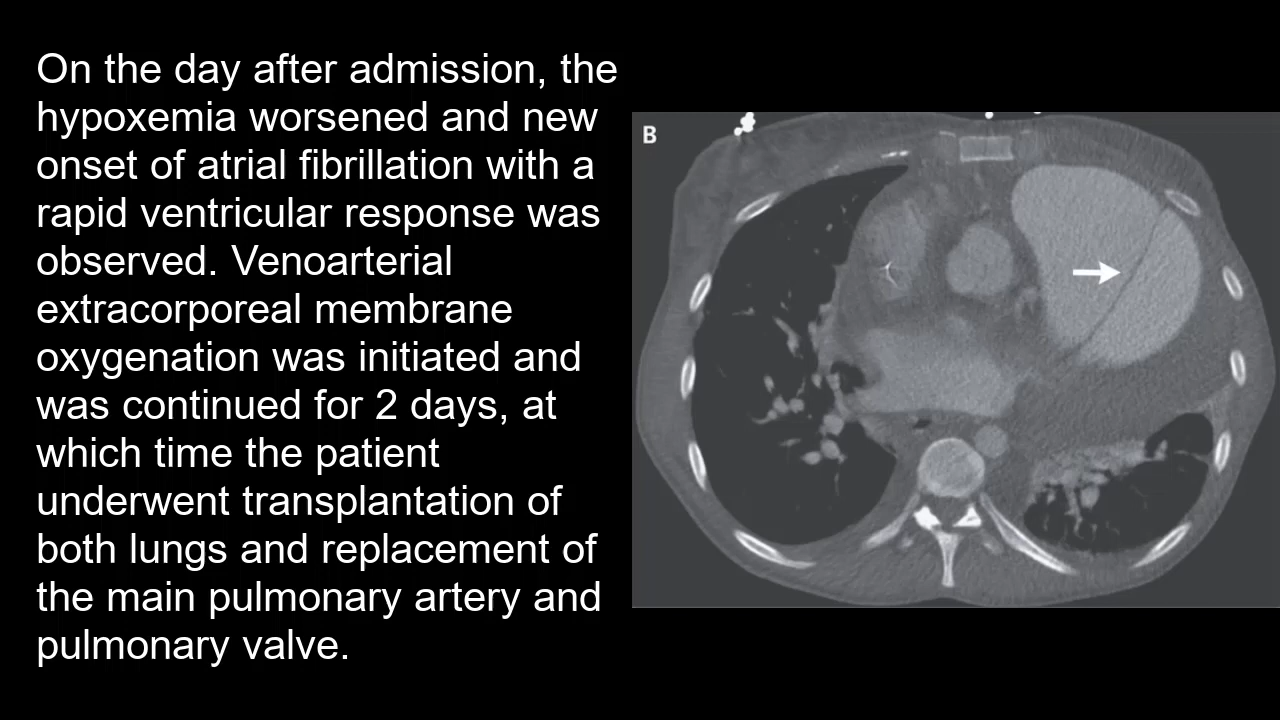 On the day after admission, the
hypoxemia worsened and new
onset of atrial fibrillation with a
rapid ventricular response was
observed. Venoarterial
extracorporeal membrane
oxygenation was initiated and
was continued for 2 days, at
which time the patient
underwent transplantation of
both lungs and replacement of
the main pulmonary artery and
pulmonary valve.
B